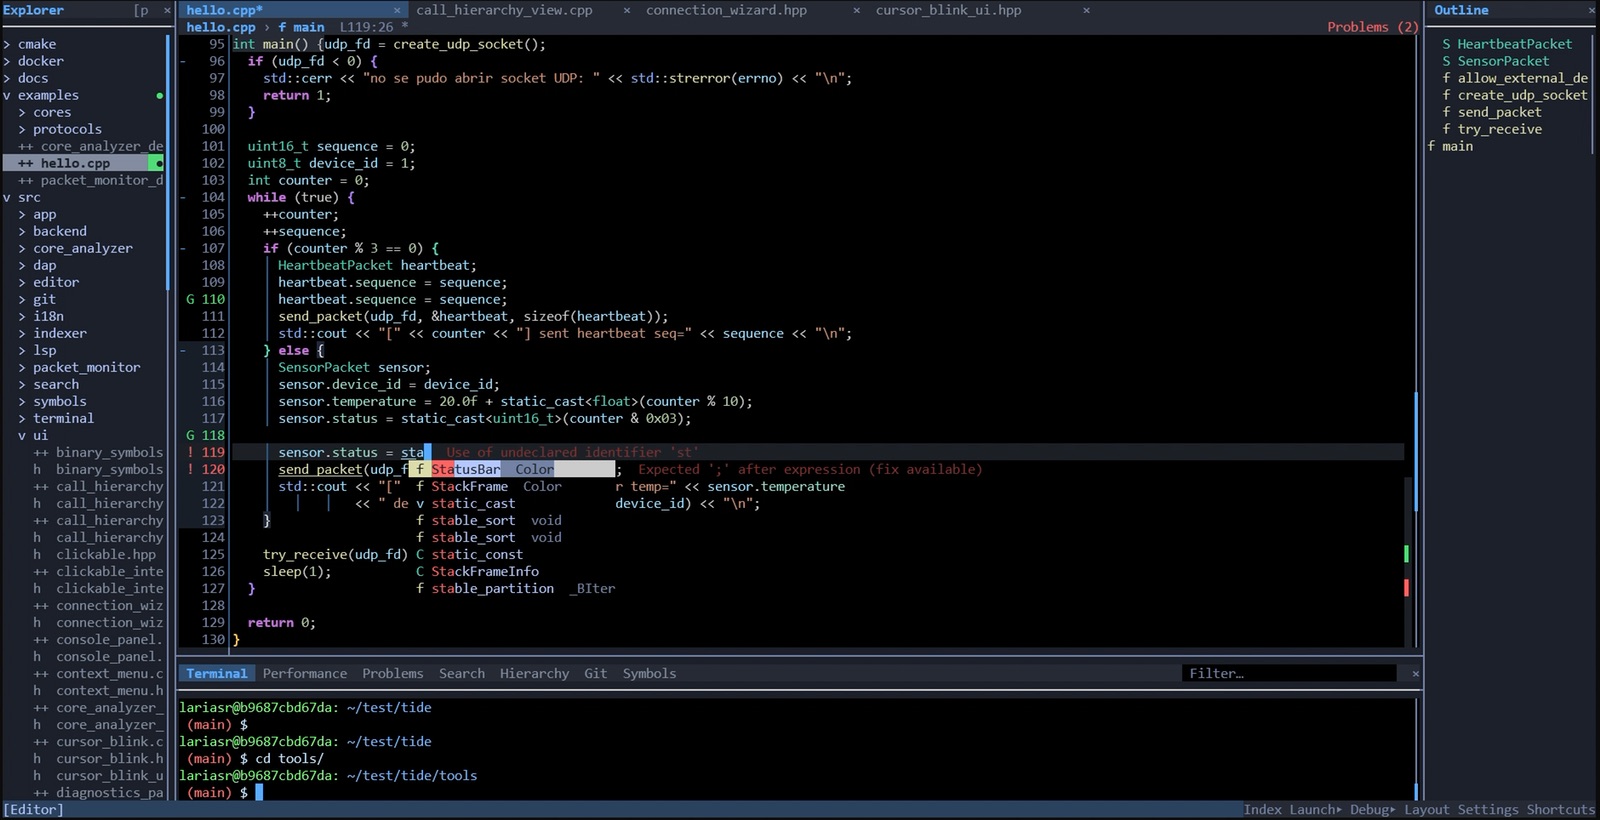 Explorer [p ×
> cmake
> docker
> docs
v examples ●
> cores
> protocols
++ core_analyzer_de
++ hello.cpp ●
++ packet_monitor_d
v src
> app
> backend
> core_analyzer
> dap
> editor
> git
> i18n
> indexer
> lsp
> packet_monitor
> search
> symbols
> terminal
v ui
++ binary_symbols
h binary_symbols
++ call_hierarchy
h call_hierarchy
++ call_hierarchy
h call_hierarchy
h clickable.hpp
++ clickable_inte
h clickable_inte
++ connection_wiz
h connection_wiz
++ console_panel.
h console_panel.
++ context_menu.c
h context_menu.h
++ core_analyzer_
h core_analyzer_
++ cursor_blink.c
h cursor_blink.h
h cursor_blink_u
++ diagnostics_pa
hello.cpp* × call_hierarchy_view.cpp × connection_wizard.hpp × cursor_blink_ui.hpp ×
hello.cpp › f main L119:26 * Problems (2)
95 int main() {udp_fd = create_udp_socket();
- 96 if (udp_fd < 0) {
97 std::cerr << "no se pudo abrir socket UDP: " << std::strerror(errno) << "\n";
98 return 1;
99 }
100
101 uint16_t sequence = 0;
102 uint8_t device_id = 1;
103 int counter = 0;
- 104 while (true) {
105 ++counter;
106 ++sequence;
- 107 if (counter % 3 == 0) {
108 HeartbeatPacket heartbeat;
109 heartbeat.sequence = sequence;
G 110 heartbeat.sequence = sequence;
111 send_packet(udp_fd, &heartbeat, sizeof(heartbeat));
112 std::cout << "[" << counter << "] sent heartbeat seq=" << sequence << "\n";
- 113 } else {
114 SensorPacket sensor;
115 sensor.device_id = device_id;
116 sensor.temperature = 20.0f + static_cast<float>(counter % 10);
117 sensor.status = static_cast<uint16_t>(counter & 0x03);
G 118
! 119 sensor.status = sta Use of undeclared identifier 'st'
! 120 send_packet(udp_f f StatusBar Color ; Expected ';' after expression (fix available)
121 std::cout << "[" f StackFrame Color r temp=" << sensor.temperature
122 << " de v static_cast device_id) << "\n";
123 } f stable_sort void
124 f stable_sort void
125 try_receive(udp_fd) C static_const
126 sleep(1); C StackFrameInfo
127 } f stable_partition _BIter
128
129 return 0;
130 }
Terminal Performance Problems Search Hierarchy Git Symbols Filter… ×
lariasr@b9687cbd67da: ~/test/tide
(main) $
lariasr@b9687cbd67da: ~/test/tide
(main) $ cd tools/
lariasr@b9687cbd67da: ~/test/tide/tools
(main) $
Outline ×
S HeartbeatPacket
S SensorPacket
f allow_external_de
f create_udp_socket
f send_packet
f try_receive
f main
[Editor] Index Launch▸ Debug▸ Layout Settings Shortcuts